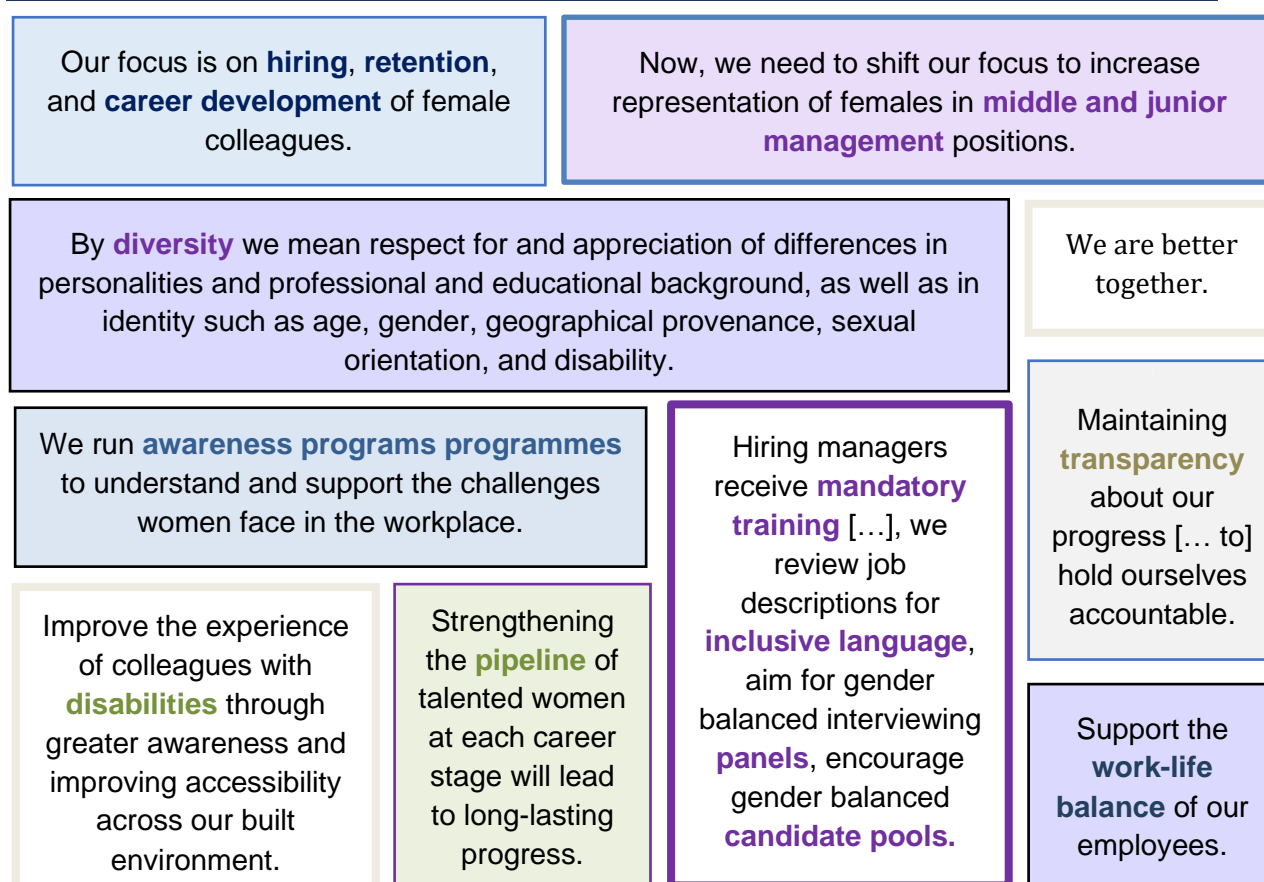 Our focus is on hiring, retention,
and career development of female
colleagues.
Now, we need to shift our focus to increase
representation of females in middle and junior
management positions.
By diversity we mean respect for and appreciation of differences in
personalities and professional and educational background, as well as in
identity such as age, gender, geographical provenance, sexual
orientation, and disability.
We are better
together.
We run awareness programs programmes
to understand and support the challenges
women face in the workplace.
Hiring managers
receive mandatory
training […], we
review job
descriptions for
inclusive language,
aim for gender
balanced interviewing
panels, encourage
gender balanced
candidate pools.
Maintaining
transparency
about our
progress [… to]
hold ourselves
accountable.
Improve the experience
of colleagues with
disabilities through
greater awareness and
improving accessibility
across our built
environment.
Strengthening
the pipeline of
talented women
at each career
stage will lead
to long-lasting
progress.
Support the
work-life
balance of our
employees.